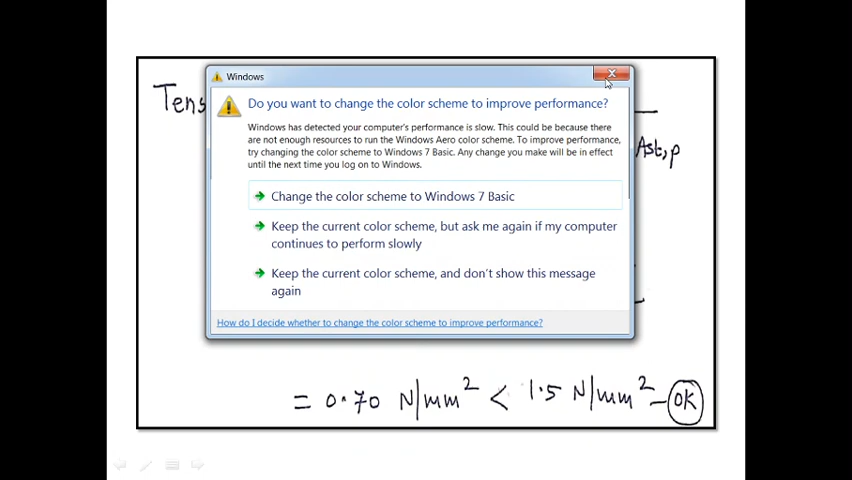 Windows
Tens
Do you want to change the color scheme to improve performance?
Windows has detected your computer's performance is slow. This could be because there
are not enough resources to run the Windows Aero color scheme. To improve performance,
try changing the color scheme to Windows 7 Basic. Any change you make will be in effect
until the next time you log on to Windows.
Ast,p
Change the color scheme to Windows 7 Basic
Keep the current color scheme, but ask me again if my computer
continues to perform slowly
Keep the current color scheme, and don't show this message
again
How do I decide whether to change the color scheme to improve performance?
= 0.70 N/mm² < 1.5 N/mm² – OK